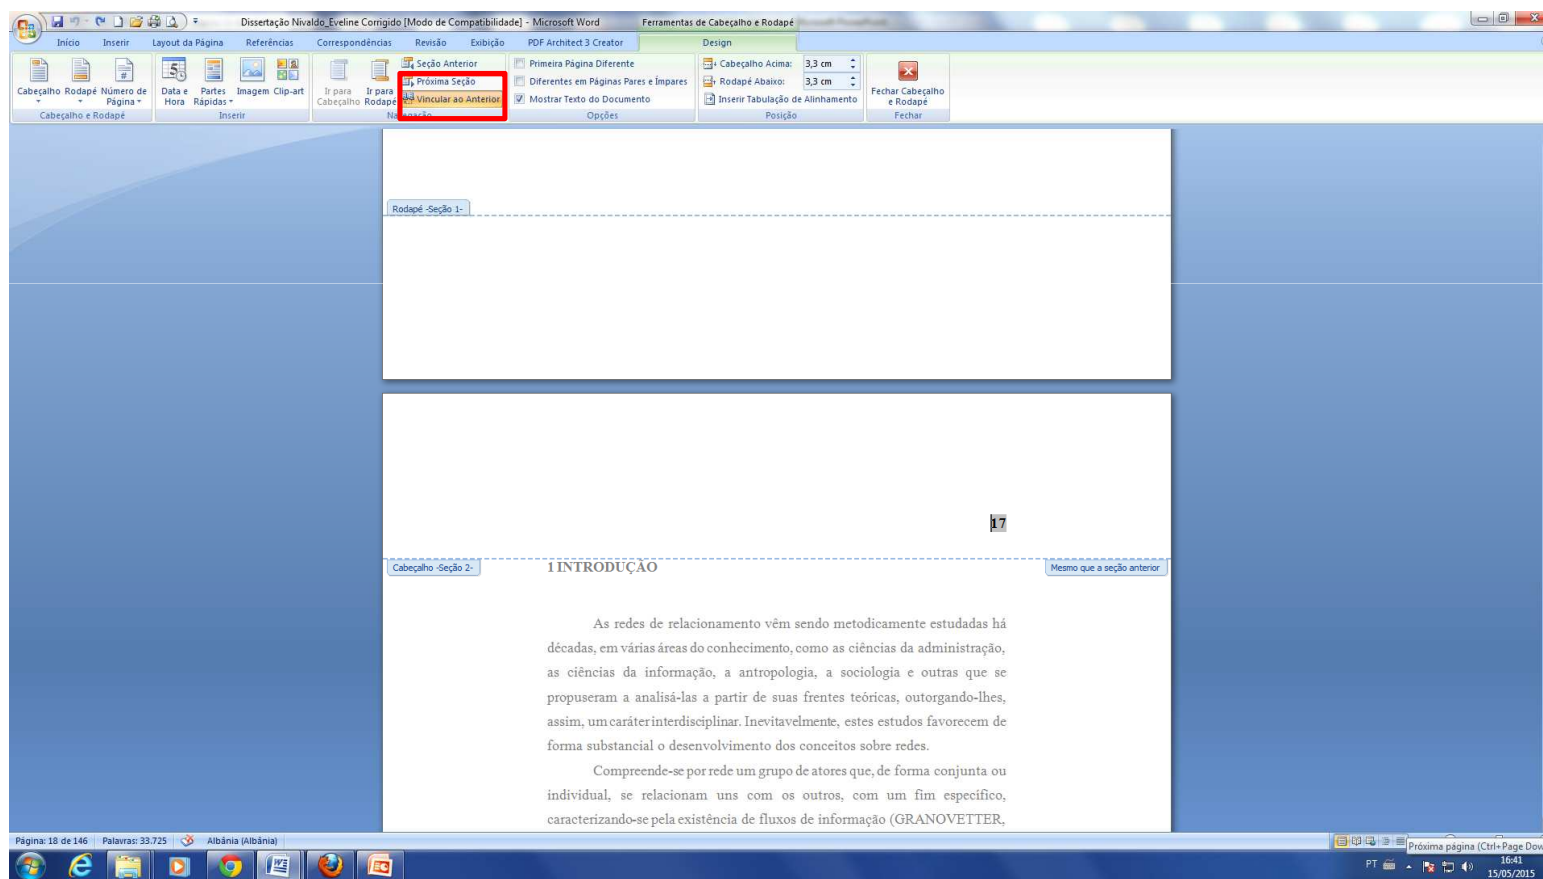 Dissertação Nivaldo_Eveline Corrigido [Modo de Compatibilidade] - Microsoft Word
Ferramentas de Cabeçalho e Rodapé
Início Inserir Layout da Página Referências Correspondências Revisão Exibição PDF Architect 3 Creator Design
Cabeçalho
Rodapé
Número de
Página
Cabeçalho e Rodapé
Data e
Hora
Partes
Rápidas
Imagem
Clip-art
Inserir
Ir para
Cabeçalho
Ir para
Rodapé
Seção Anterior
Próxima Seção
Vincular ao Anterior
Navegação
Primeira Página Diferente
Diferentes em Páginas Pares e Ímpares
Mostrar Texto do Documento
Opções
Cabeçalho Acima: 3,3 cm
Rodapé Abaixo: 3,3 cm
Inserir Tabulação de Alinhamento
Posição
Fechar Cabeçalho
e Rodapé
Fechar
Rodapé -Seção 1-
17
Cabeçalho -Seção 2-
Mesmo que a seção anterior
1 INTRODUÇÃO
As redes de relacionamento vêm sendo metodicamente estudadas há
décadas, em várias áreas do conhecimento, como as ciências da administração,
as ciências da informação, a antropologia, a sociologia e outras que se
propuseram a analisá-las a partir de suas frentes teóricas, outorgando-lhes,
assim, um caráter interdisciplinar. Inevitavelmente, estes estudos favorecem de
forma substancial o desenvolvimento dos conceitos sobre redes.
Compreende-se por rede um grupo de atores que, de forma conjunta ou
individual, se relacionam uns com os outros, com um fim específico,
caracterizando-se pela existência de fluxos de informação (GRANOVETTER,
Página: 18 de 146 Palavras: 33.725 Albânia (Albânia)
Próxima página (Ctrl+Page Dow
PT
16:41
15/05/2015